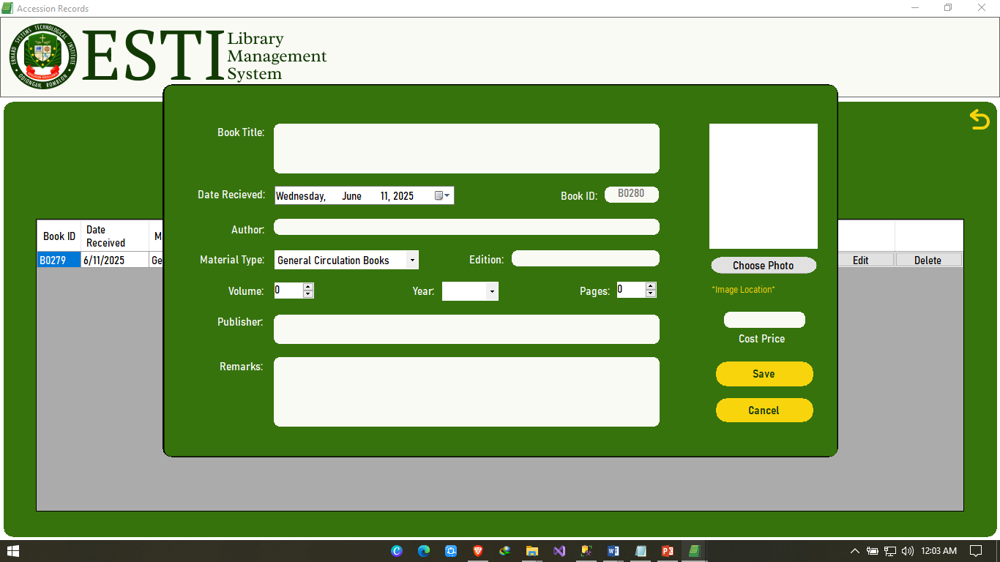 Accession Records
ERHARD SYSTEMS TECHNOLOGICAL INSTITUTE
ODIONGAN, ROMBLON
ESTI
Library
Management
System
Book Title:
Date Recieved:
Wednesday, June 11, 2025
Book ID:
B0280
Author:
Material Type:
General Circulation Books
Edition:
Choose Photo
Volume:
0
Year:
Pages:
0
*Image Location*
Publisher:
Cost Price
Remarks:
Save
Cancel
Book ID
Date
Received
M
B0279
6/11/2025
Ge
Edit
Delete
12:03 AM